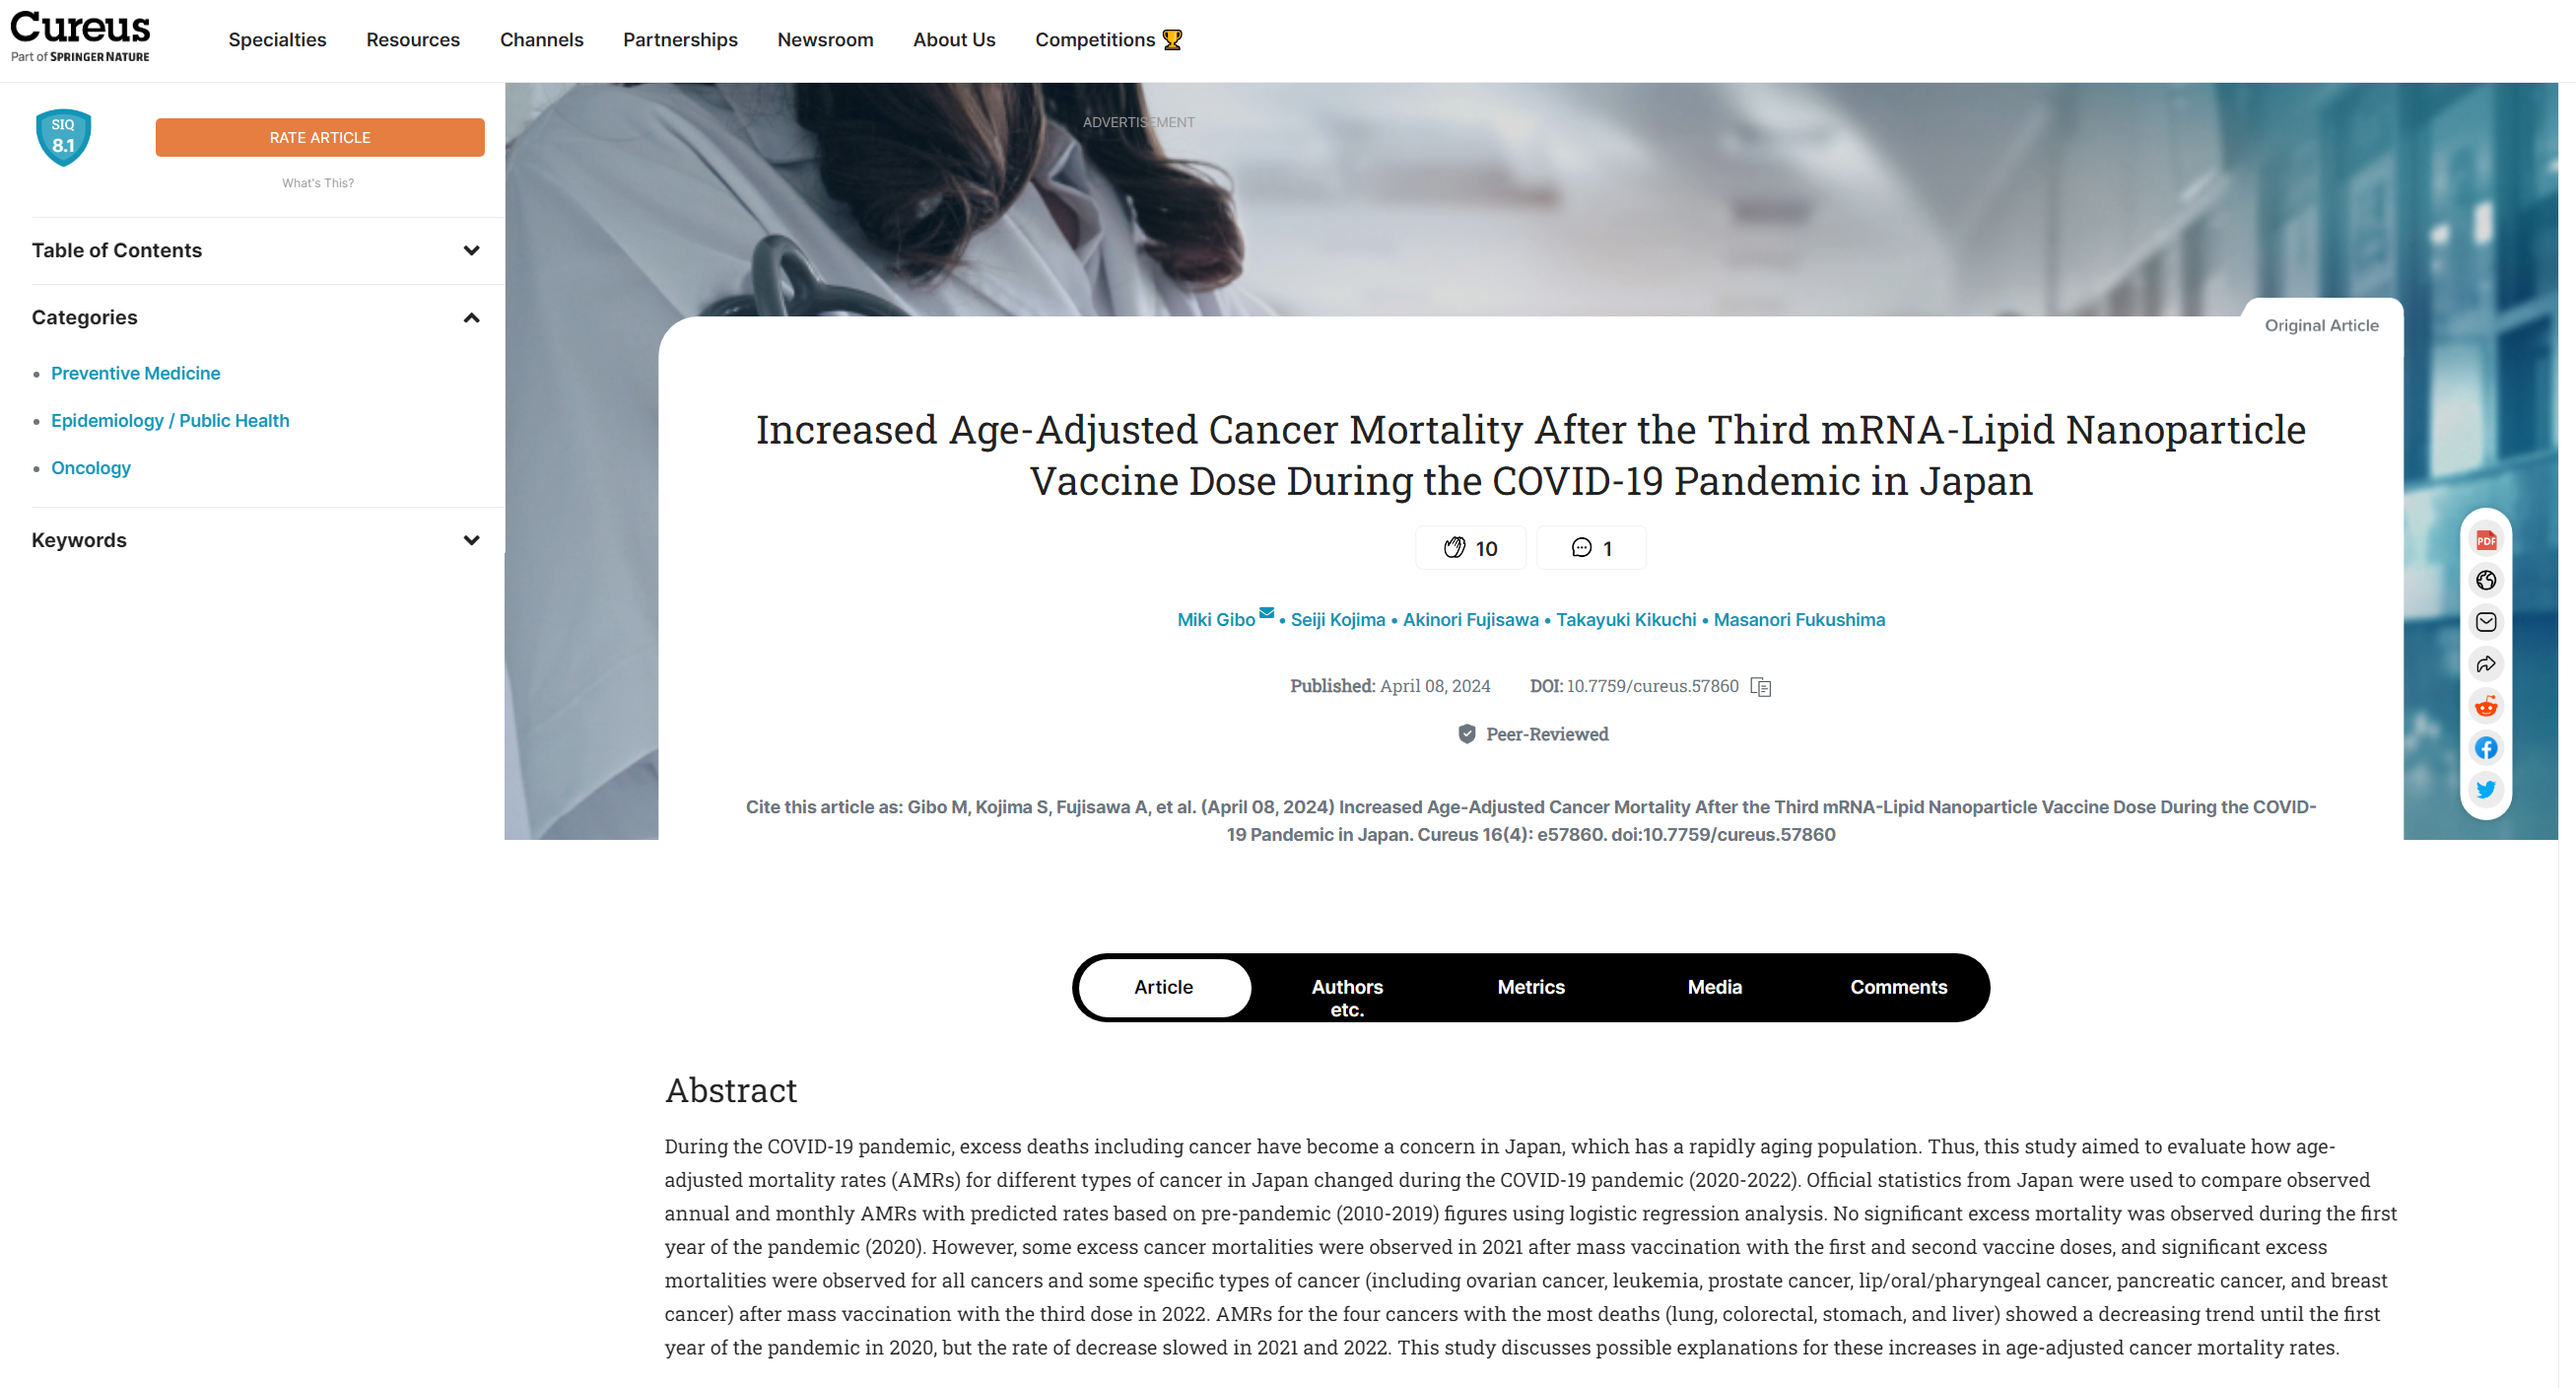 Cureus
Part of SPRINGER NATURE
Specialties
Resources
Channels
Partnerships
Newsroom
About Us
Competitions
SIQ
8.1
RATE ARTICLE
What's This?
Table of Contents
Categories
Preventive Medicine
Epidemiology / Public Health
Oncology
Keywords
ADVERTISEMENT
Original Article
Increased Age-Adjusted Cancer Mortality After the Third mRNA-Lipid Nanoparticle
Vaccine Dose During the COVID-19 Pandemic in Japan
10
1
Miki Gibo • Seiji Kojima • Akinori Fujisawa • Takayuki Kikuchi • Masanori Fukushima
Published: April 08, 2024 DOI: 10.7759/cureus.57860
Peer-Reviewed
Cite this article as: Gibo M, Kojima S, Fujisawa A, et al. (April 08, 2024) Increased Age-Adjusted Cancer Mortality After the Third mRNA-Lipid Nanoparticle Vaccine Dose During the COVID-
19 Pandemic in Japan. Cureus 16(4): e57860. doi:10.7759/cureus.57860
PDF
Article
Authors
etc.
Metrics
Media
Comments
Abstract
During the COVID-19 pandemic, excess deaths including cancer have become a concern in Japan, which has a rapidly aging population. Thus, this study aimed to evaluate how age-
adjusted mortality rates (AMRs) for different types of cancer in Japan changed during the COVID-19 pandemic (2020-2022). Official statistics from Japan were used to compare observed
annual and monthly AMRs with predicted rates based on pre-pandemic (2010-2019) figures using logistic regression analysis. No significant excess mortality was observed during the first
year of the pandemic (2020). However, some excess cancer mortalities were observed in 2021 after mass vaccination with the first and second vaccine doses, and significant excess
mortalities were observed for all cancers and some specific types of cancer (including ovarian cancer, leukemia, prostate cancer, lip/oral/pharyngeal cancer, pancreatic cancer, and breast
cancer) after mass vaccination with the third dose in 2022. AMRs for the four cancers with the most deaths (lung, colorectal, stomach, and liver) showed a decreasing trend until the first
year of the pandemic in 2020, but the rate of decrease slowed in 2021 and 2022. This study discusses possible explanations for these increases in age-adjusted cancer mortality rates.